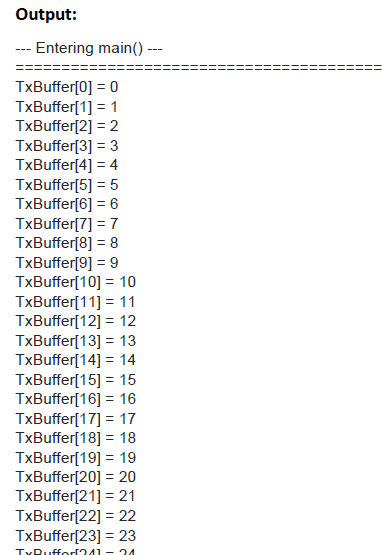 Output:
--- Entering main() ---
========================================
TxBuffer[0] = 0
TxBuffer[1] = 1
TxBuffer[2] = 2
TxBuffer[3] = 3
TxBuffer[4] = 4
TxBuffer[5] = 5
TxBuffer[6] = 6
TxBuffer[7] = 7
TxBuffer[8] = 8
TxBuffer[9] = 9
TxBuffer[10] = 10
TxBuffer[11] = 11
TxBuffer[12] = 12
TxBuffer[13] = 13
TxBuffer[14] = 14
TxBuffer[15] = 15
TxBuffer[16] = 16
TxBuffer[17] = 17
TxBuffer[18] = 18
TxBuffer[19] = 19
TxBuffer[20] = 20
TxBuffer[21] = 21
TxBuffer[22] = 22
TxBuffer[23] = 23
TxBuffer[24] = 24